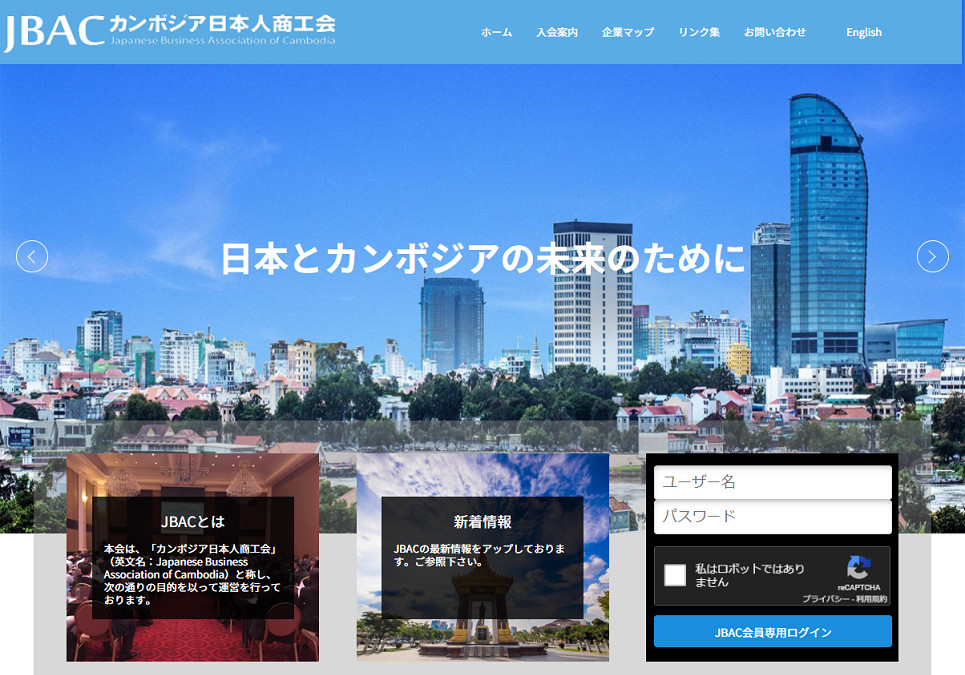 JBAC カンボジア日本人商工会
Japanese Business Association of Cambodia
ホーム 入会案内 企業マップ リンク集 お問い合わせ English
日本とカンボジアの未来のために
JBACとは
本会は、「カンボジア日本人商工会」
（英文名：Japanese Business
Association of Cambodia）と称し、
次の通りの目的を以って運営を行って
おります。
新着情報
JBACの最新情報をアップしておりま
す。ご参照下さい。
ユーザー名
パスワード
私はロボットではあり
ません
reCAPTCHA
プライバシー - 利用規約
JBAC会員専用ログイン